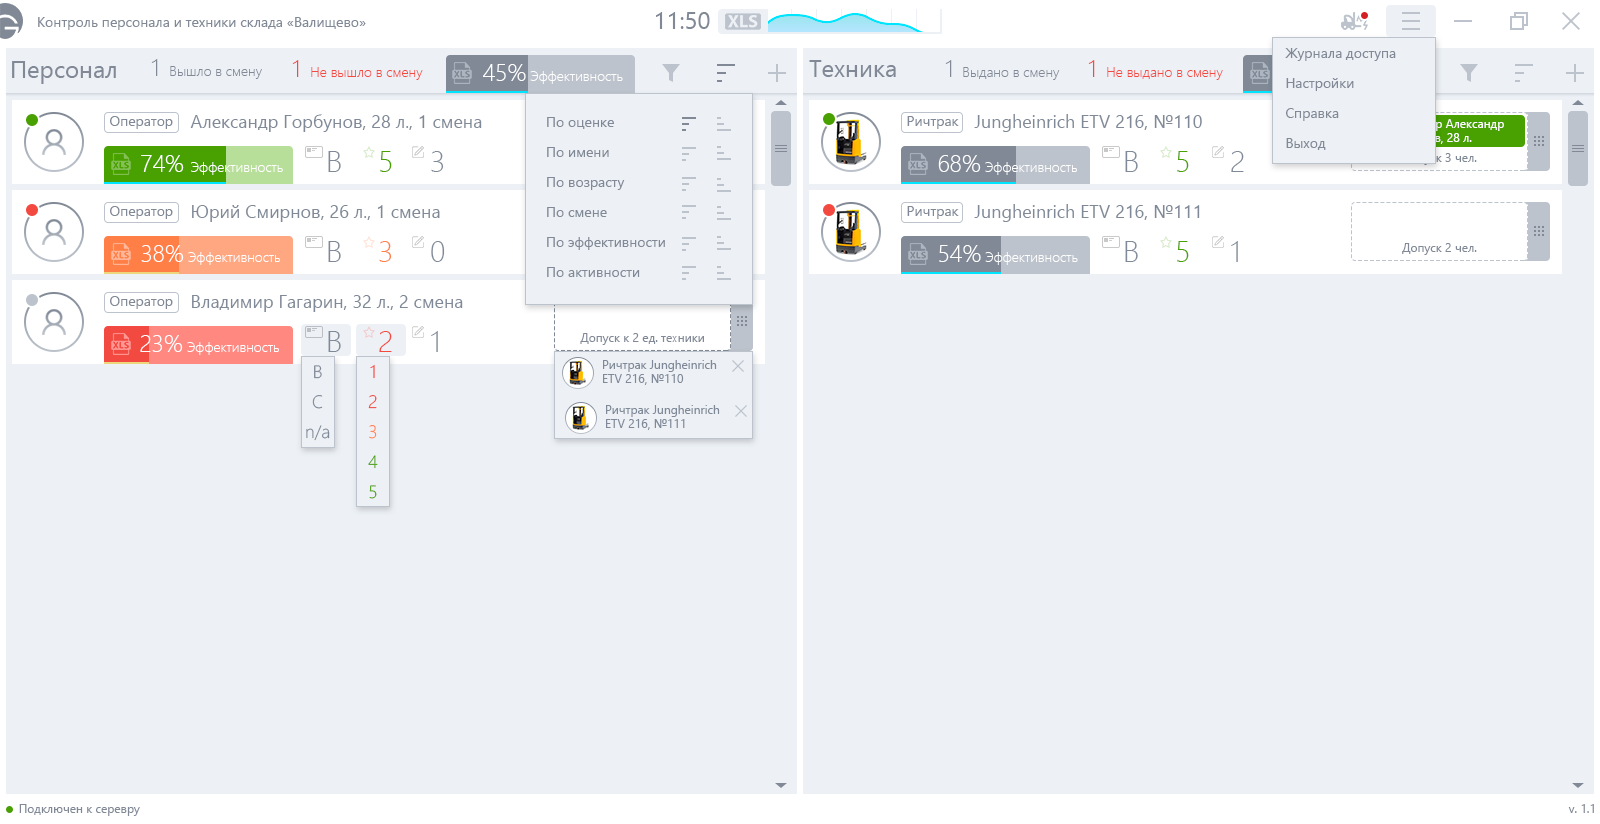 Контроль персонала и техники склада «Валищево»
11:50 XLS
Персонал 1 Вышло в смену 1 Не вышло в смену XLS 45% Эффективность
По оценке
По имени
По возрасту
По смене
По эффективности
По активности
Оператор Александр Горбунов, 28 л., 1 смена
XLS 74% Эффективность B 5 3
Оператор Юрий Смирнов, 26 л., 1 смена
XLS 38% Эффективность B 3 0
Оператор Владимир Гагарин, 32 л., 2 смена
XLS 23% Эффективность B 2 1
B
C
n/a
1
2
3
4
5
Допуск к 2 ед. техники
Ричтрак Jungheinrich
ETV 216, №110
Ричтрак Jungheinrich
ETV 216, №111
Техника 1 Выдано в смену 1 Не выдано в смену XLS
Журнала доступа
Настройки
Справка
Выход
Ричтрак Jungheinrich ETV 216, №110
XLS 68% Эффективность B 5 2
р Александр
в, 28 л.
к 3 чел.
Ричтрак Jungheinrich ETV 216, №111
XLS 54% Эффективность B 5 1
Допуск 2 чел.
Подключен к серевру
v. 1.1